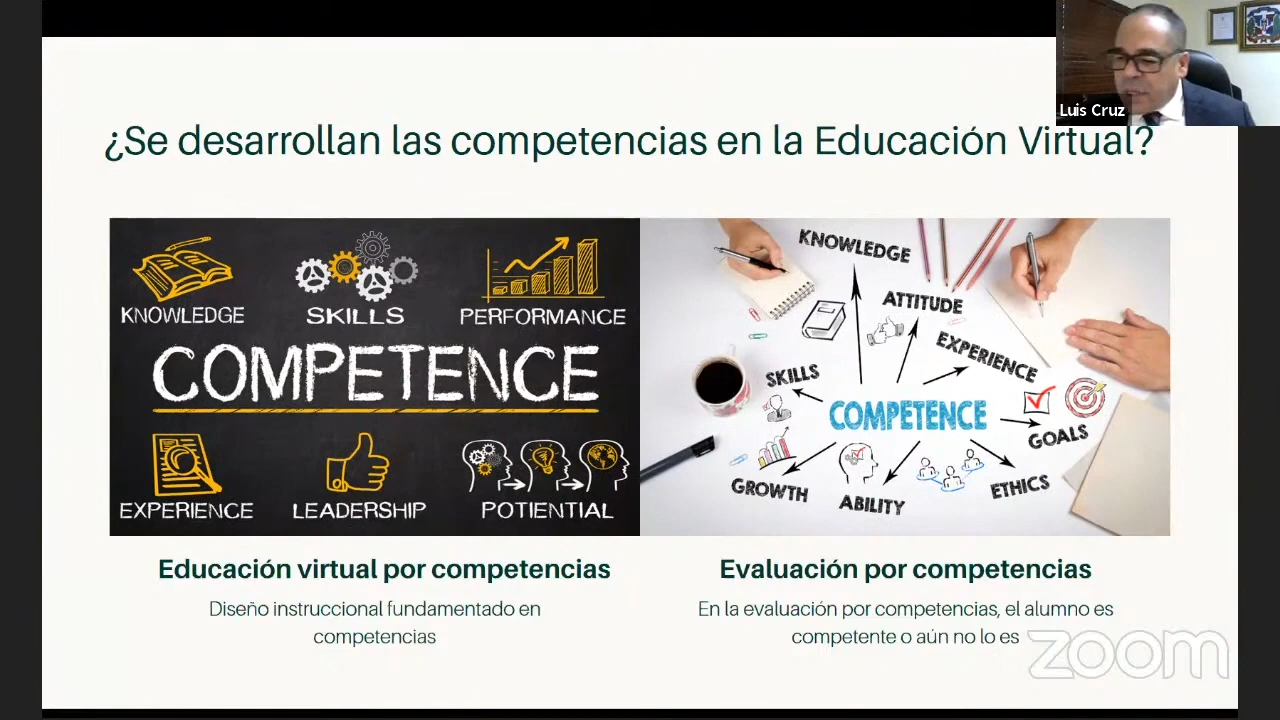 Luis Cruz
¿Se desarrollan las competencias en la Educación Virtual?
KNOWLEDGE
SKILLS
PERFORMANCE
COMPETENCE
EXPERIENCE
LEADERSHIP
POTIENTIAL
KNOWLEDGE
ATTITUDE
EXPERIENCE
SKILLS
COMPETENCE
GOALS
GROWTH
ABILITY
ETHICS
Educación virtual por competencias
Diseño instruccional fundamentado en
competencias
Evaluación por competencias
En la evaluación por competencias, el alumno es
competente o aún no lo es
zoom